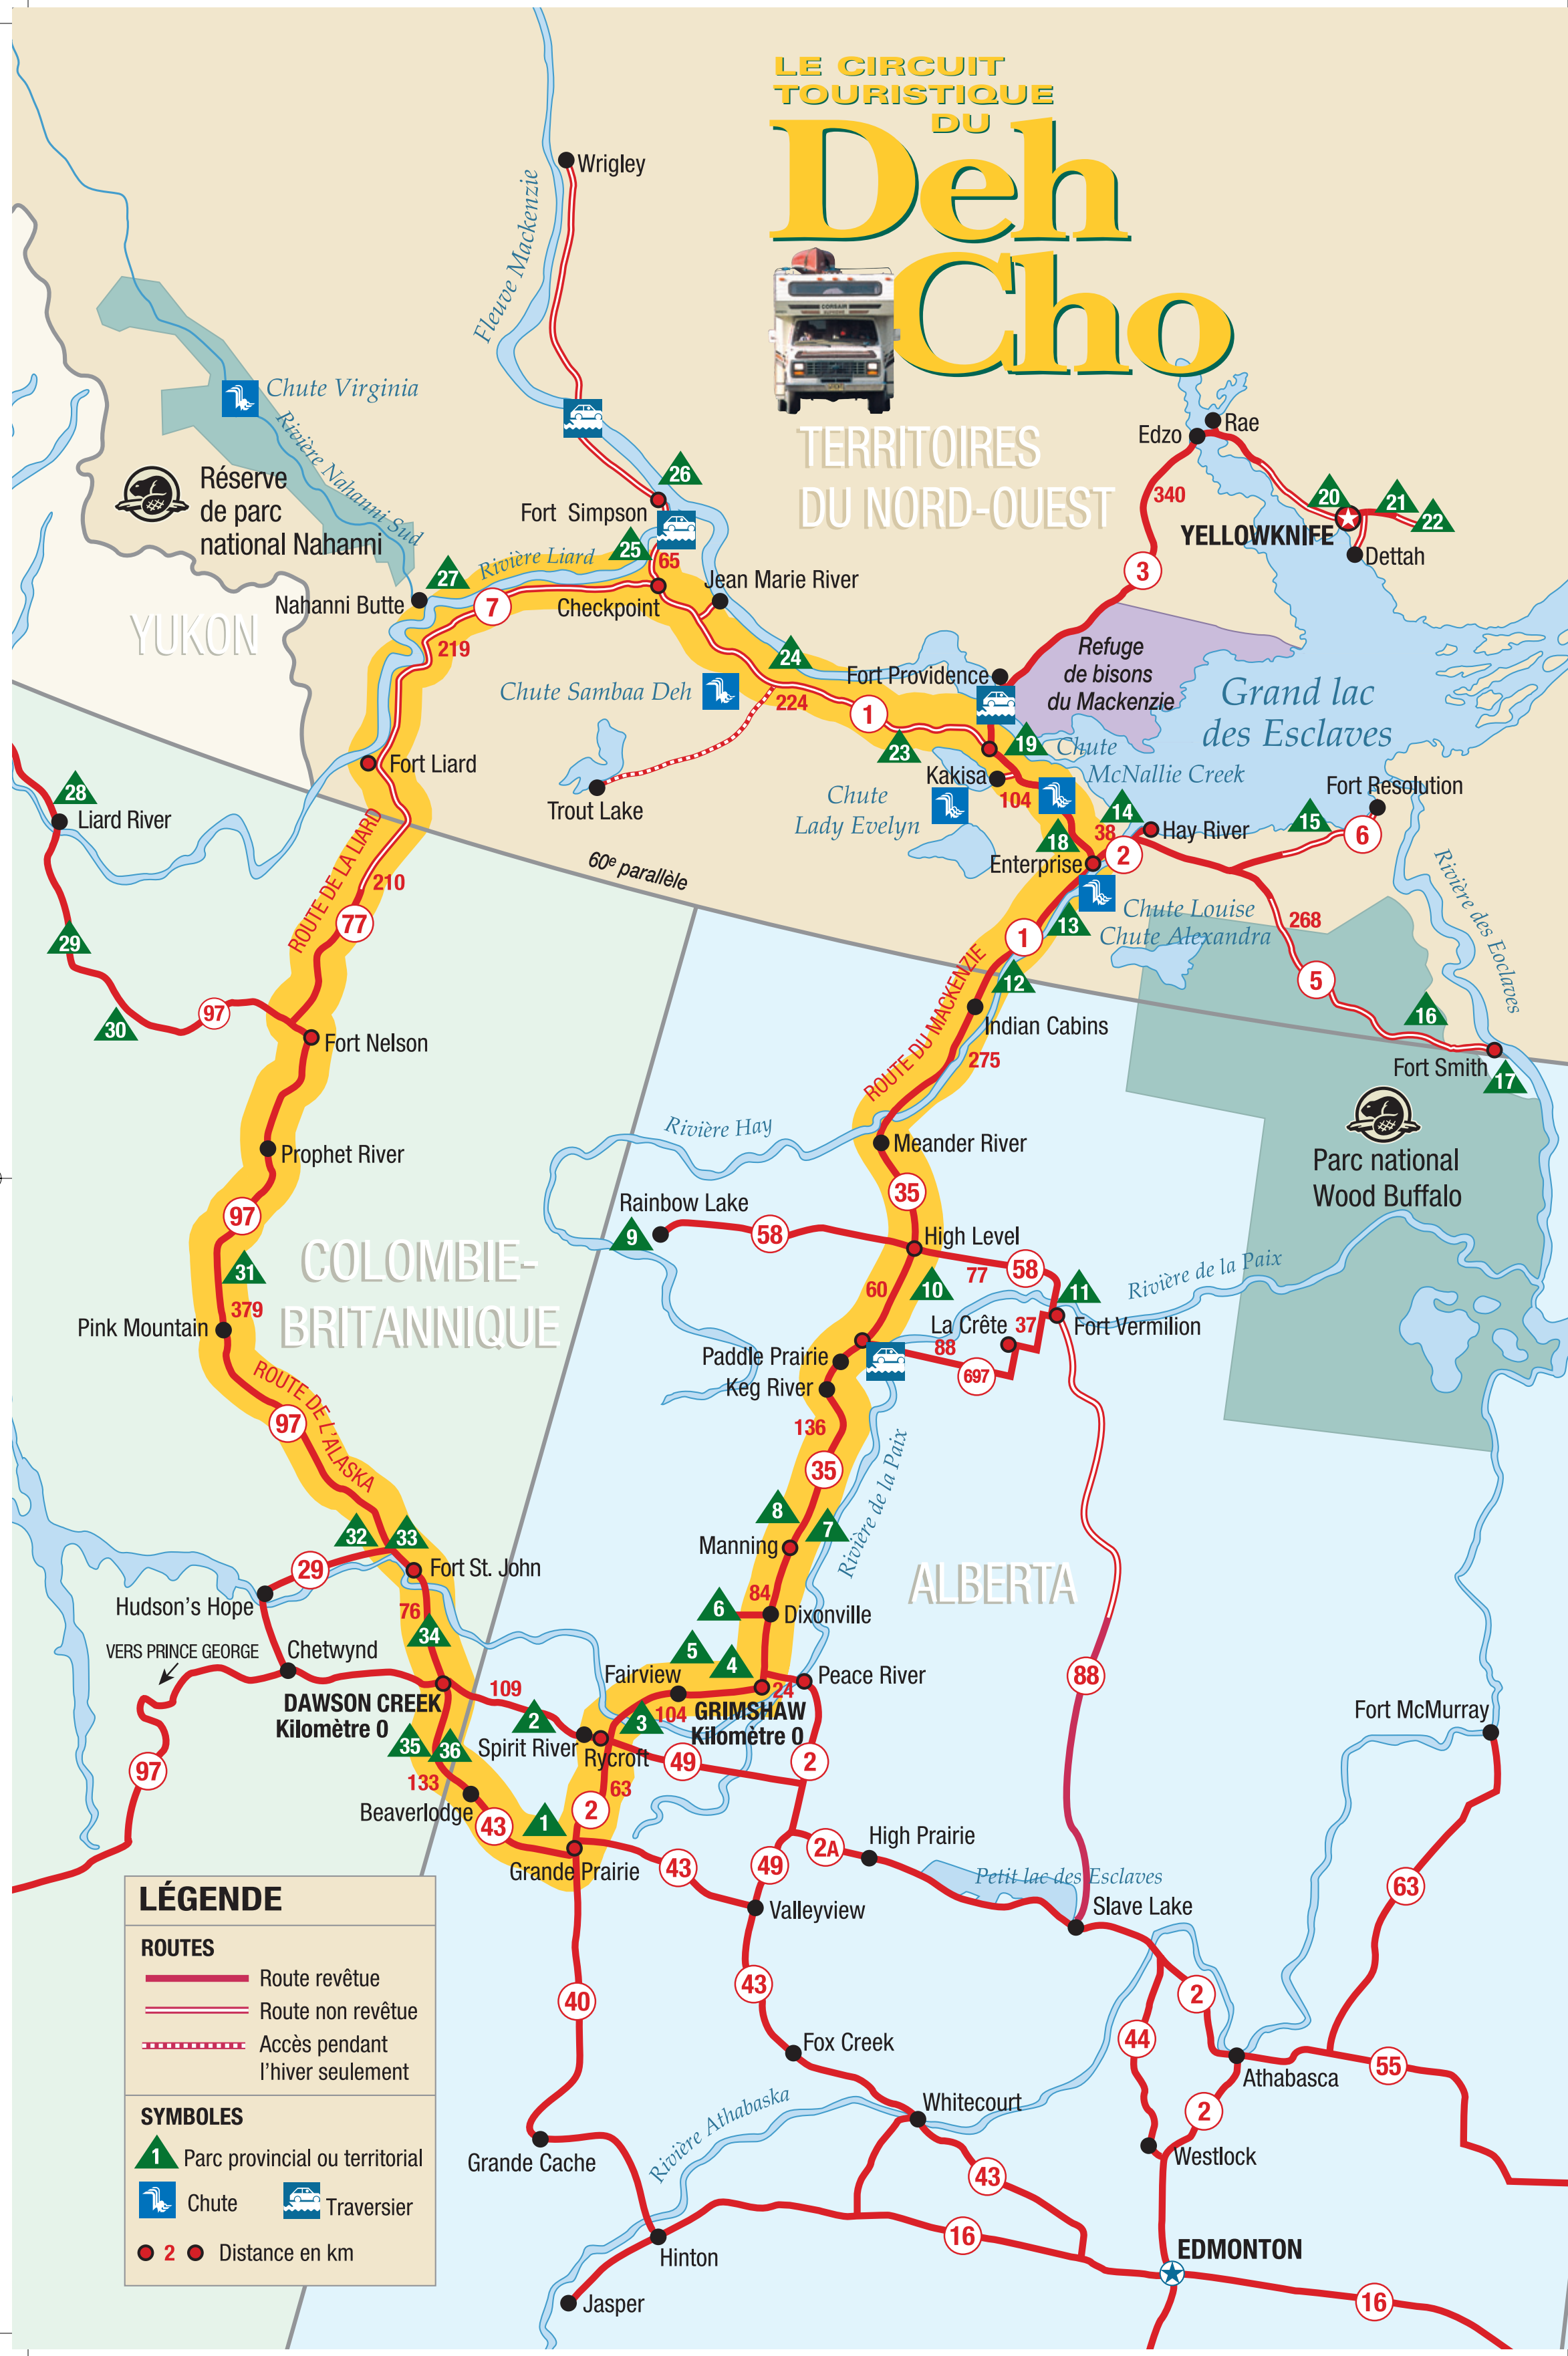 LE CIRCUIT
TOURISTIQUE
DU
Deh
Cho
CORSAIR
Wrigley
Fleuve Mackenzie
Chute Virginia
Rivière Nahanni Sud
Réserve
de parc
national Nahanni
TERRITOIRES
DU NORD-OUEST
Edzo
Rae
340
20
21
22
YELLOWKNIFE
Dettah
3
26
Fort Simpson
25
65
Rivière Liard
27
Nahanni Butte
7
Checkpoint
Jean Marie River
YUKON
219
24
Chute Sambaa Deh
224
1
Fort Providence
Refuge
de bisons
du Mackenzie
Grand lac
des Esclaves
23
19
Chute
McNallie Creek
Kakisa
104
Chute
Lady Evelyn
Fort Liard
Trout Lake
28
Liard River
14
38
Hay River
Fort Resolution
15
6
18
Enterprise
2
60e parallèle
ROUTE DE LA LIARD
210
77
Chute Louise
Chute Alexandra
13
1
268
5
Rivière des Eoclaves
29
30
97
12
ROUTE DU MACKENZIE
Indian Cabins
275
16
Fort Smith
17
Fort Nelson
Parc national
Wood Buffalo
Rivière Hay
Meander River
Prophet River
97
35
Rainbow Lake
9
58
High Level
77
58
COLOMBIE-
BRITANNIQUE
31
379
Pink Mountain
60
10
11
Rivière de la Paix
La Crête
37
Fort Vermilion
88
697
Paddle Prairie
Keg River
136
35
ROUTE DE L'ALASKA
97
Rivière de la Paix
8
7
Manning
ALBERTA
32
33
29
Fort St. John
Hudson's Hope
76
84
6
Dixonville
34
VERS PRINCE GEORGE
Chetwynd
5
4
Fairview
Peace River
88
DAWSON CREEK
Kilomètre 0
109
2
3
104
24
GRIMSHAW
Kilomètre 0
Spirit River
Rycroft
49
2
35
36
133
63
Fort McMurray
97
Beaverlodge
43
1
2
Grande Prairie
43
49
2A
High Prairie
Petit lac des Esclaves
Slave Lake
63
Valleyview
LÉGENDE
ROUTES
Route revêtue
Route non revêtue
Accès pendant
l'hiver seulement
SYMBOLES
1
Parc provincial ou territorial
Chute
Traversier
2
Distance en km
40
43
2
44
Fox Creek
Athabasca
55
Rivière Athabaska
Whitecourt
2
Grande Cache
Westlock
43
16
Hinton
EDMONTON
Jasper
16